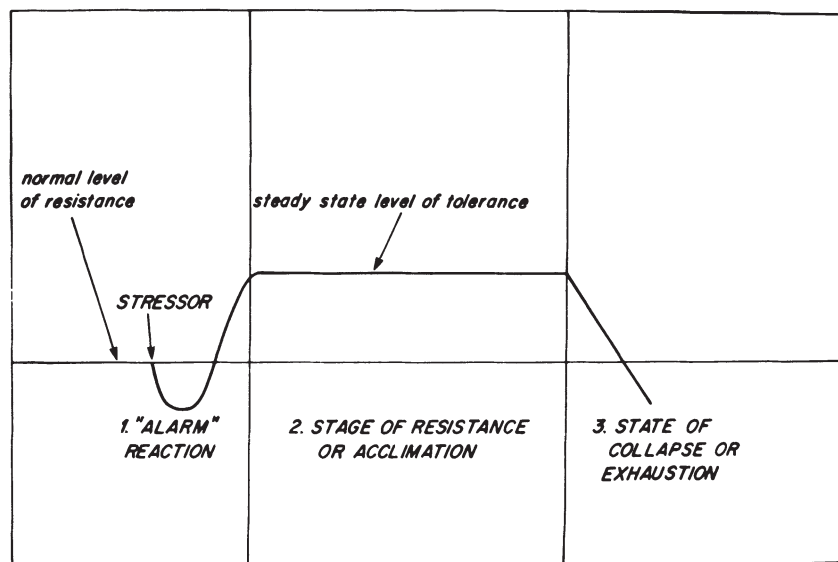 normal level
of resistance
steady state level of tolerance
STRESSOR
1. "ALARM"
REACTION
2. STAGE OF RESISTANCE
OR ACCLIMATION
3. STATE OF
COLLAPSE OR
EXHAUSTION